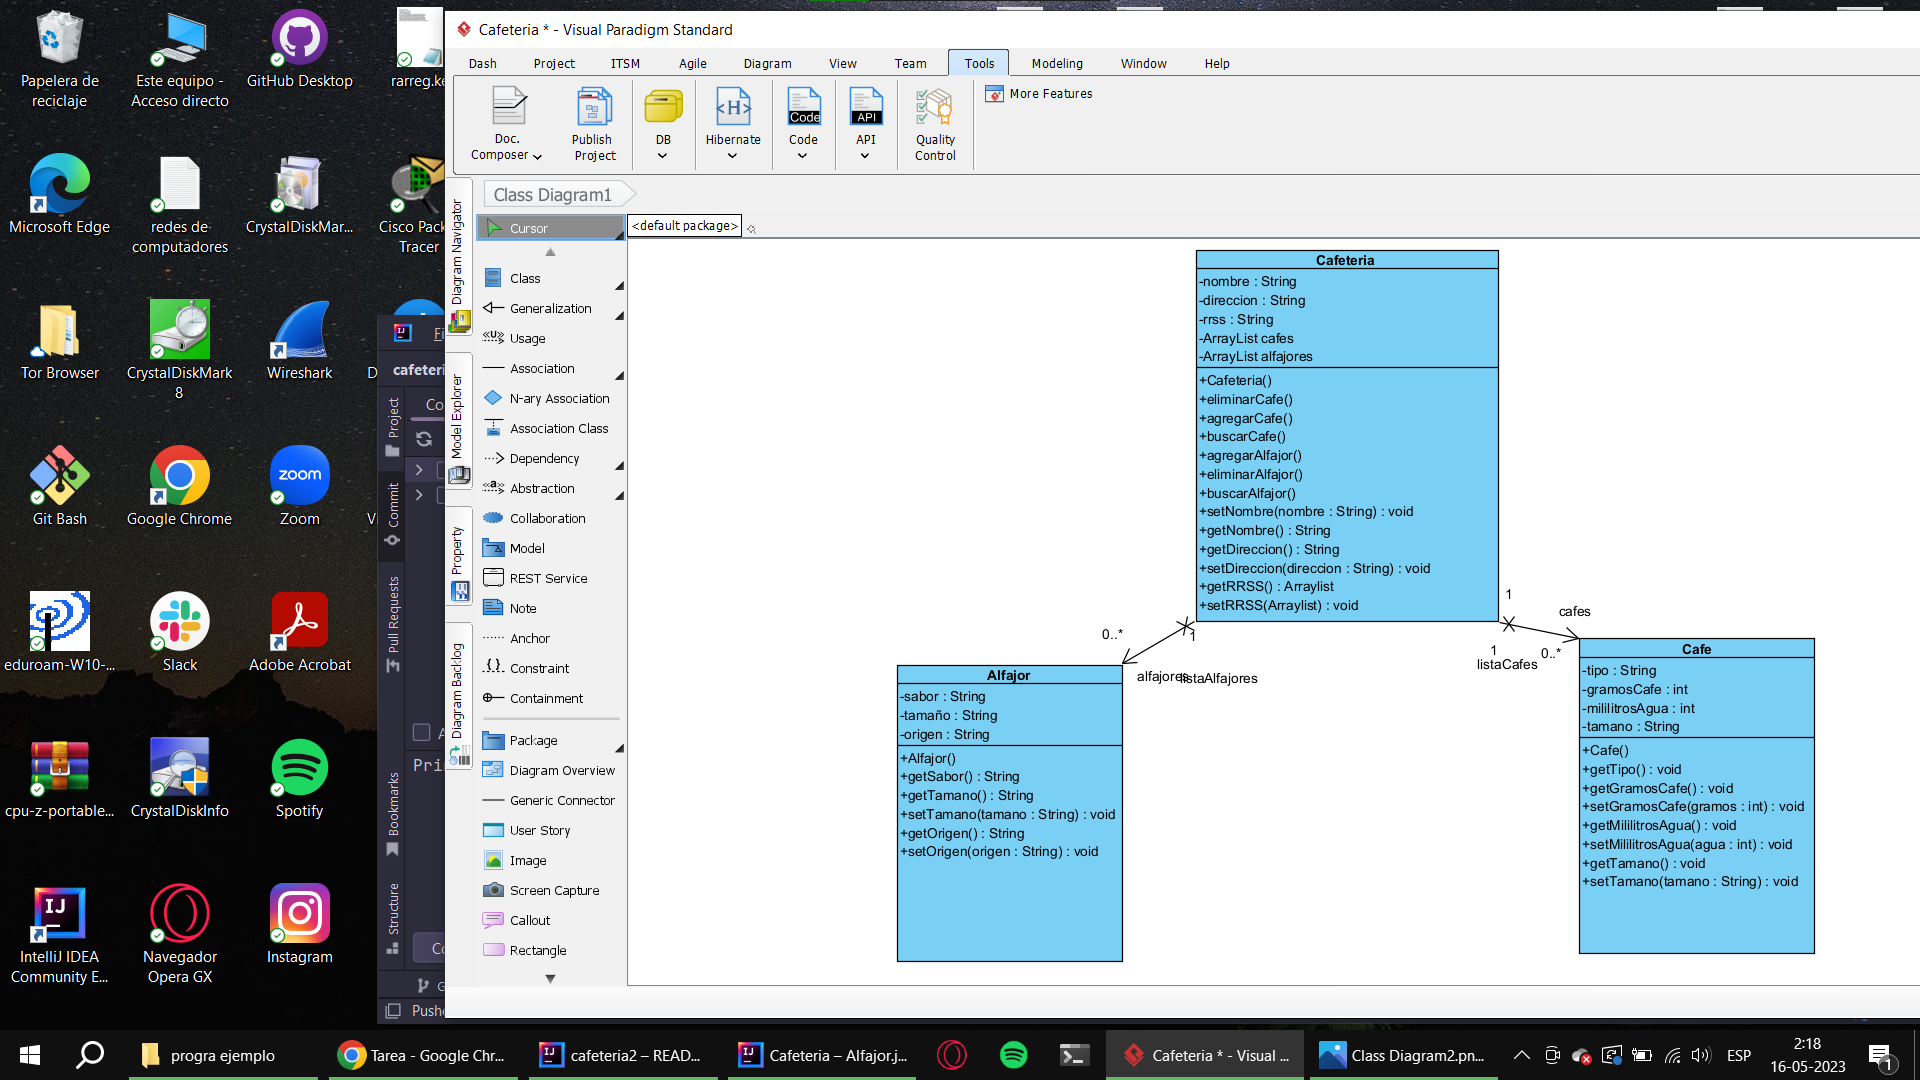 Papelera de
reciclaje
Este equipo -
Acceso directo
GitHub Desktop
rarreg.ke
Microsoft Edge
redes de
computadores
CrystalDiskMar...
Cisco Pack
Tracer
Tor Browser
CrystalDiskMark
8
Wireshark
D
Git Bash
Google Chrome
Zoom
zoom
Vi
eduroam-W10-...
Slack
Adobe Acrobat
cpu-z-portable...
CrystalDiskInfo
Spotify
IntelliJ IDEA
Community E...
Navegador
Opera GX
Instagram
cafeteri
Co
Project
Commit
Pull Requests
Bookmarks
Structure
Pri
Push
Cafeteria * - Visual Paradigm Standard
Dash
Project
ITSM
Agile
Diagram
View
Team
Tools
Modeling
Window
Help
Doc.
Composer
Publish
Project
DB
Hibernate
Code
API
Quality
Control
More Features
Class Diagram1
<default package>
Diagram Navigator
Model Explorer
Property
Diagram Backlog
Cursor
Class
Generalization
Usage
Association
N-ary Association
Association Class
Dependency
Abstraction
Collaboration
Model
REST Service
Note
Anchor
Constraint
Containment
Package
Diagram Overview
Generic Connector
User Story
Image
Screen Capture
Callout
Rectangle
Cafeteria
-nombre : String
-direccion : String
-rrss : String
-ArrayList cafes
-ArrayList alfajores
+Cafeteria()
+eliminarCafe()
+agregarCafe()
+buscarCafe()
+agregarAlfajor()
+eliminarAlfajor()
+buscarAlfajor()
+setNombre(nombre : String) : void
+getNombre() : String
+getDireccion() : String
+setDireccion(direccion : String) : void
+getRRSS() : Arraylist
+setRRSS(Arraylist) : void
0..*
1
alfajores
listaAlfajores
1
cafes
1
0..*
listaCafes
Alfajor
-sabor : String
-tamaño : String
-origen : String
+Alfajor()
+getSabor() : String
+getTamano() : String
+setTamano(tamano : String) : void
+getOrigen() : String
+setOrigen(origen : String) : void
Cafe
-tipo : String
-gramosCafe : int
-mililitrosAgua : int
-tamano : String
+Cafe()
+getTipo() : void
+getGramosCafe() : void
+setGramosCafe(gramos : int) : void
+getMililitrosAgua() : void
+setMililitrosAgua(agua : int) : void
+getTamano() : void
+setTamano(tamano : String) : void
progra ejemplo
Tarea - Google Chr...
cafeteria2 – READ...
Cafeteria – Alfajor.j...
Cafeteria * - Visual ...
Class Diagram2.pn...
ESP
2:18
16-05-2023
1